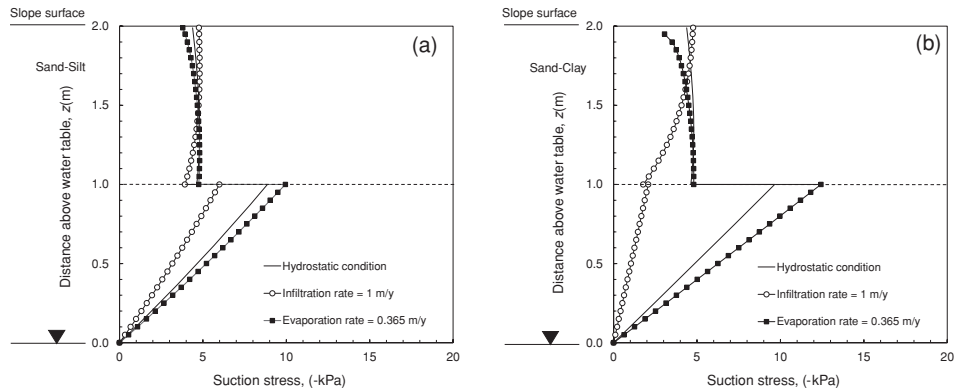 Slope surface
Sand-Silt
Distance above water table, z(m)
2.0
1.5
1.0
0.5
0.0
(a)
Hydrostatic condition
Infiltration rate = 1 m/y
Evaporation rate = 0.365 m/y
0 5 10 15 20
Suction stress, (-kPa)
Slope surface
Sand-Clay
Distance above water table, z(m)
2.0
1.5
1.0
0.5
0.0
(b)
Hydrostatic condition
Infiltration rate = 1 m/y
Evaporation rate = 0.365 m/y
0 5 10 15 20
Suction stress, (-kPa)